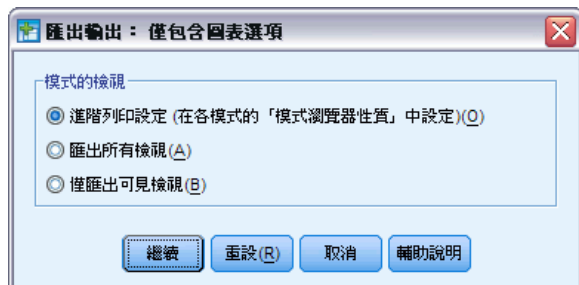 匯出輸出： 僅包含圖表選項
模式的檢視
進階列印設定 (在各模式的「模式瀏覽器性質」中設定)(O)
匯出所有檢視(A)
僅匯出可見檢視(B)
繼續 重設(R) 取消 輔助說明